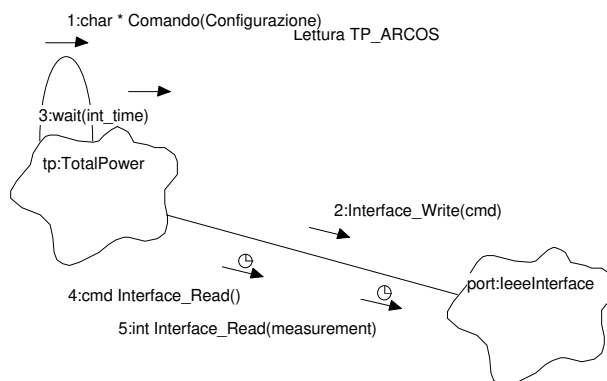 1:char * Comando(Configurazione)
Lettura TP_ARCOS
3:wait(int_time)
tp:TotalPower
2:Interface_Write(cmd)
port:IeeeInterface
4:cmd Interface_Read()
5:int Interface_Read(measurement)